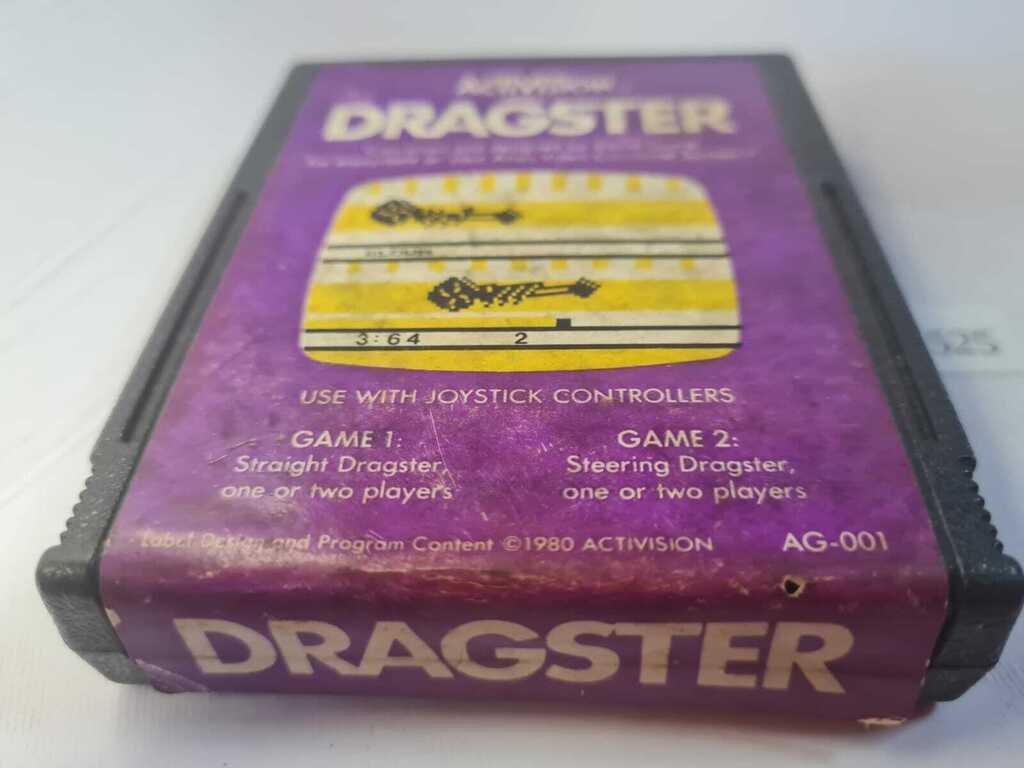 ACTIVISION
DRAGSTER
3:64 2
USE WITH JOYSTICK CONTROLLERS
GAME 1:
Straight Dragster,
one or two players
GAME 2:
Steering Dragster,
one or two players
Label Design and Program Content ©1980 ACTIVISION AG-001
DRAGSTER
525